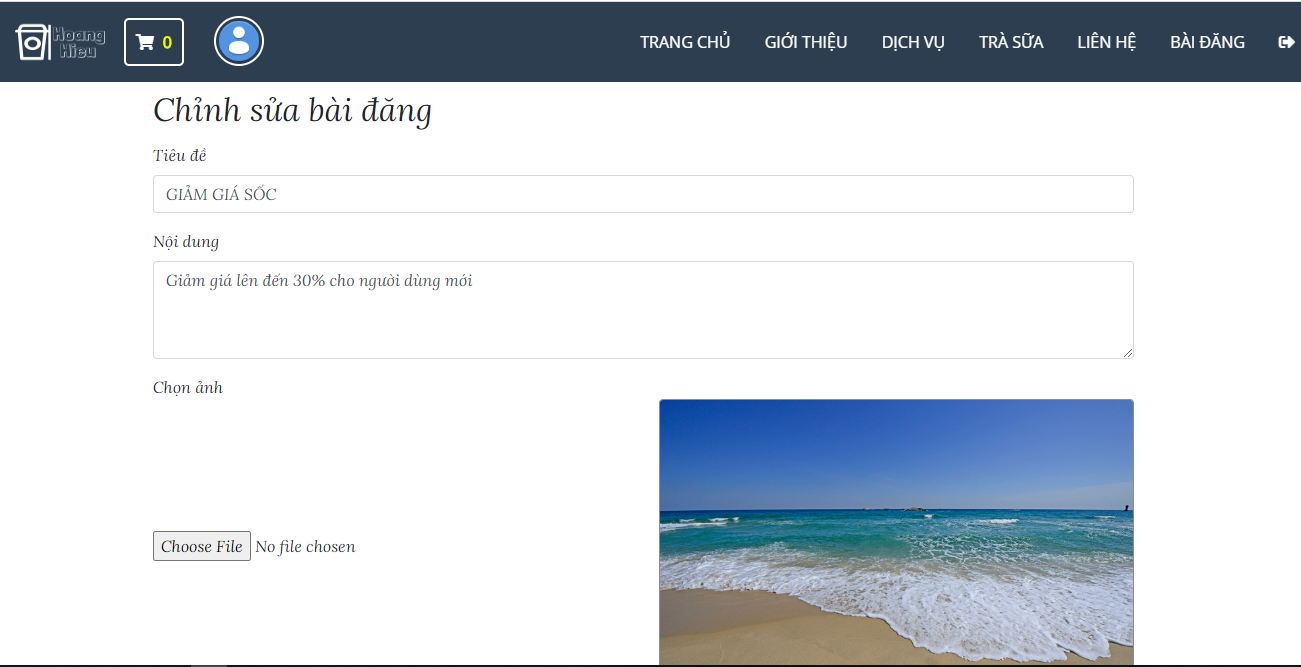 Hoang
Hieu
0
TRANG CHỦ GIỚI THIỆU DỊCH VỤ TRÀ SỮA LIÊN HỆ BÀI ĐĂNG
Chỉnh sửa bài đăng
Tiêu đề
GIẢM GIÁ SỐC
Nội dung
Giảm giá lên đến 30% cho người dùng mới
Chọn ảnh
Choose File No file chosen